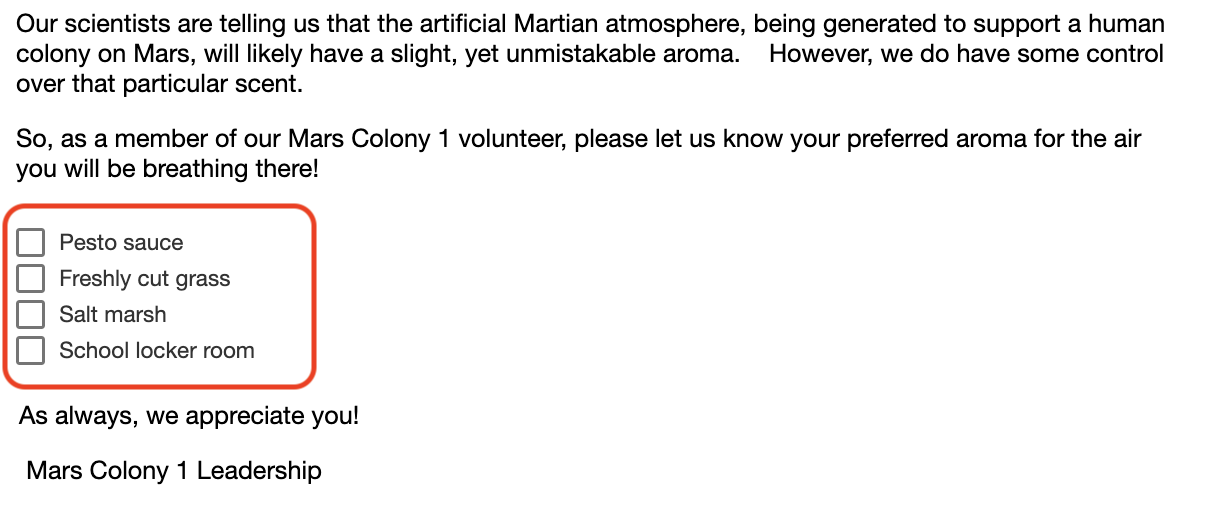 Our scientists are telling us that the artificial Martian atmosphere, being generated to support a human
colony on Mars, will likely have a slight, yet unmistakable aroma.   However, we do have some control
over that particular scent.
So, as a member of our Mars Colony 1 volunteer, please let us know your preferred aroma for the air
you will be breathing there!
Pesto sauce
Freshly cut grass
Salt marsh
School locker room
As always, we appreciate you!
Mars Colony 1 Leadership